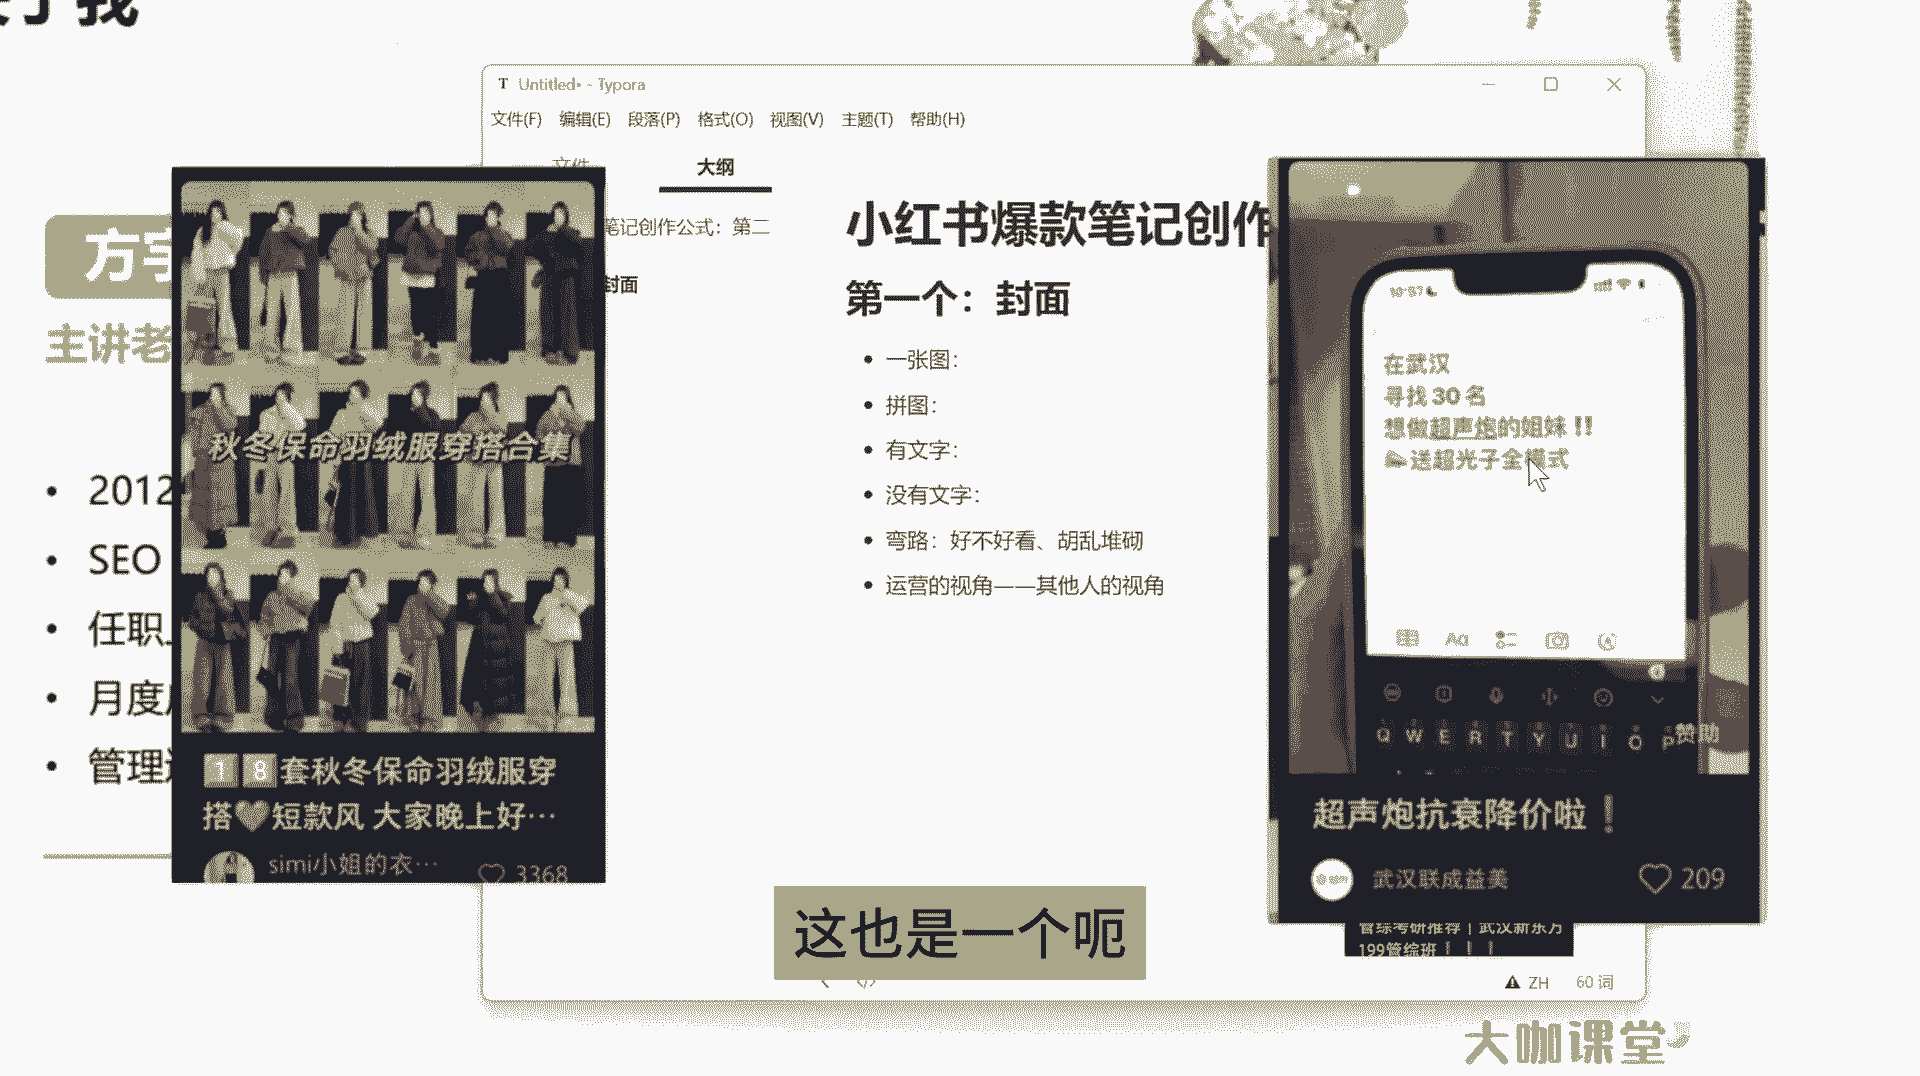 找
方
主讲老
2012
SEO
任职
月度
管理
T Untitled• - Typora
文件(F) 编辑(E) 段落(P) 格式(O) 视图(V) 主题(T) 帮助(H)
文件 大纲
笔记创作公式：第二
封面
小红书爆款笔记创作
第一个：封面
一张图：
拼图：
有文字：
没有文字：
弯路：好不好看、胡乱堆砌
运营的视角——其他人的视角
秋冬保命羽绒服穿搭合集
18套秋冬保命羽绒服穿
搭🖤短款风 大家晚上好…
simi小姐的衣… 3368
10:57
在武汉
寻找 30 名
想做超声炮的姐妹 !!
送超光子全模式
Aa
Q W E R T Y U I O P
赞助
超声炮抗衰降价啦❗
武汉联成益美 209
管综考研推荐 | 武汉新东方
199管综班！！！
这也是一个呃
ZH 60 词
大咖课堂